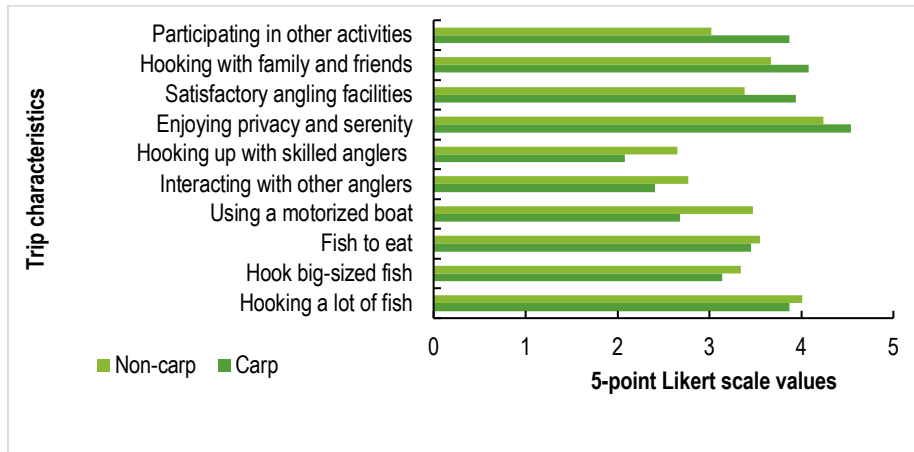 Trip characteristics
Participating in other activities
Hooking with family and friends
Satisfactory angling facilities
Enjoying privacy and serenity
Hooking up with skilled anglers
Interacting with other anglers
Using a motorized boat
Fish to eat
Hook big-sized fish
Hooking a lot of fish
0 1 2 3 4 5
Non-carp Carp
5-point Likert scale values